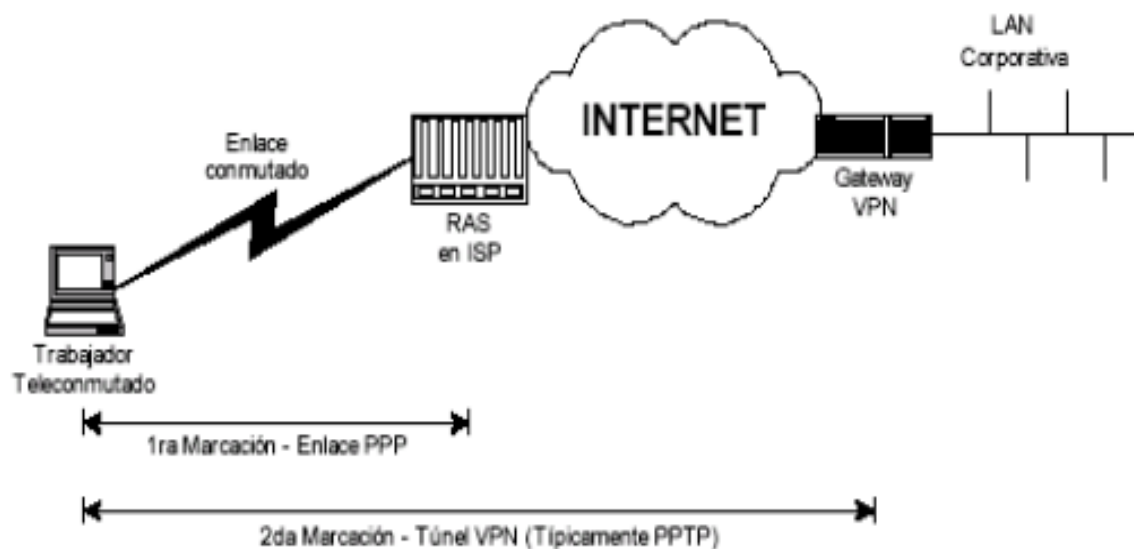 LAN
Corporativa
INTERNET
Enlace
conmutado
Gateway
VPN
RAS
en ISP
Trabajador
Teleconmutado
1ra Marcación - Enlace PPP
2da Marcación - Túnel VPN (Típicamente PPTP)